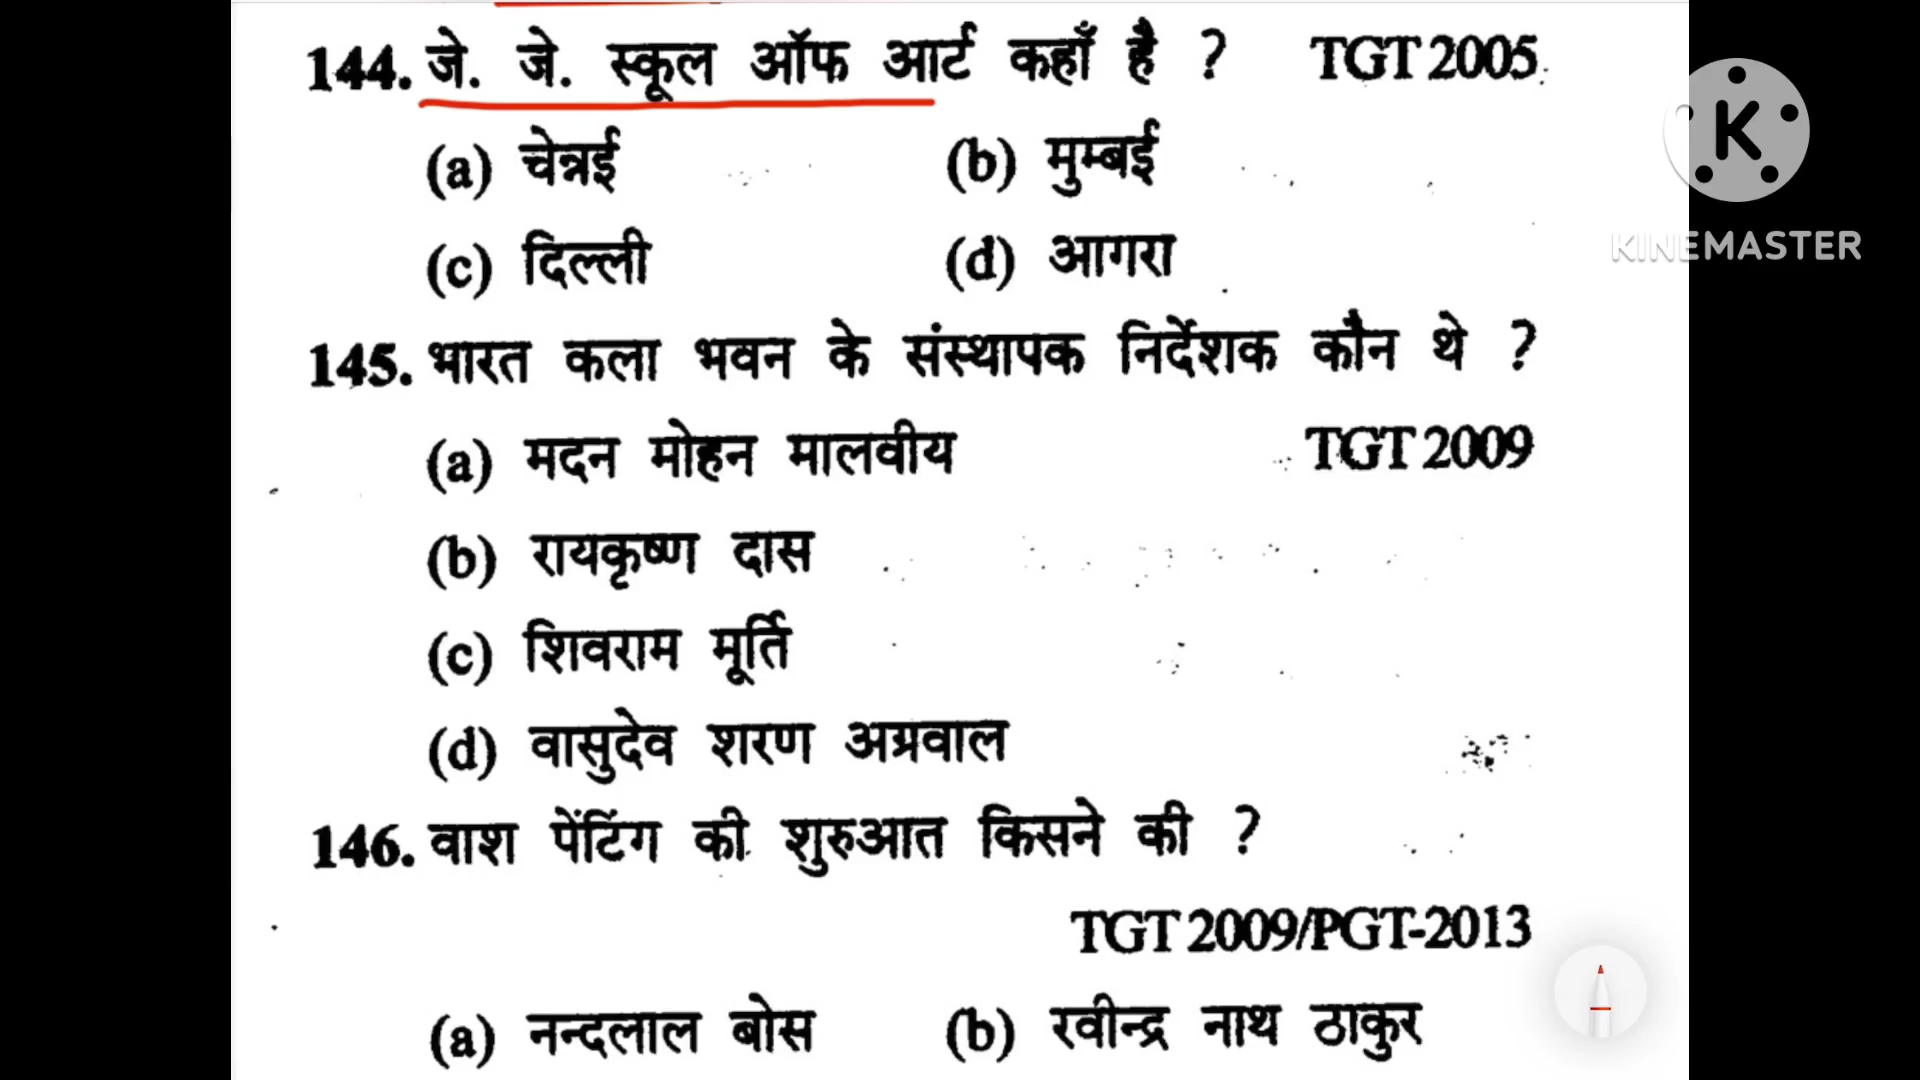 144. जे. जे. स्कूल ऑफ आर्ट कहाँ है ? TGT 2005
(a) चेन्नई (b) मुम्बई
(c) दिल्ली (d) आगरा
145. भारत कला भवन के संस्थापक निर्देशक कौन थे ?
(a) मदन मोहन मालवीय TGT 2009
(b) रायकृष्ण दास
(c) शिवराम मूर्ति
(d) वासुदेव शरण अग्रवाल
146. वाश पेंटिंग की शुरुआत किसने की ?
TGT 2009/PGT-2013
(a) नन्दलाल बोस (b) रवीन्द्र नाथ ठाकुर
K
KINEMASTER